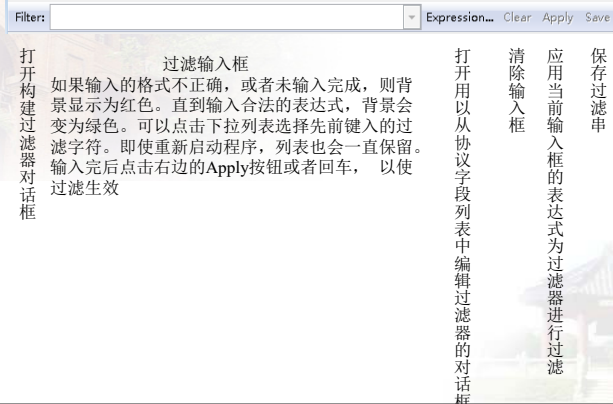 Filter: Expression... Clear Apply Save
打开构建过滤器对话框
过滤输入框
如果输入的格式不正确，或者未输入完成，则背
景显示为红色。直到输入合法的表达式，背景会
变为绿色。可以点击下拉列表选择先前键入的过
滤字符。即使重新启动程序，列表也会一直保留。
输入完后点击右边的Apply按钮或者回车， 以使
过滤生效
打开用以从协议字段列表中编辑过滤器的对话框
清除输入框
应用当前输入框的表达式为过滤器进行过滤
保存过滤串